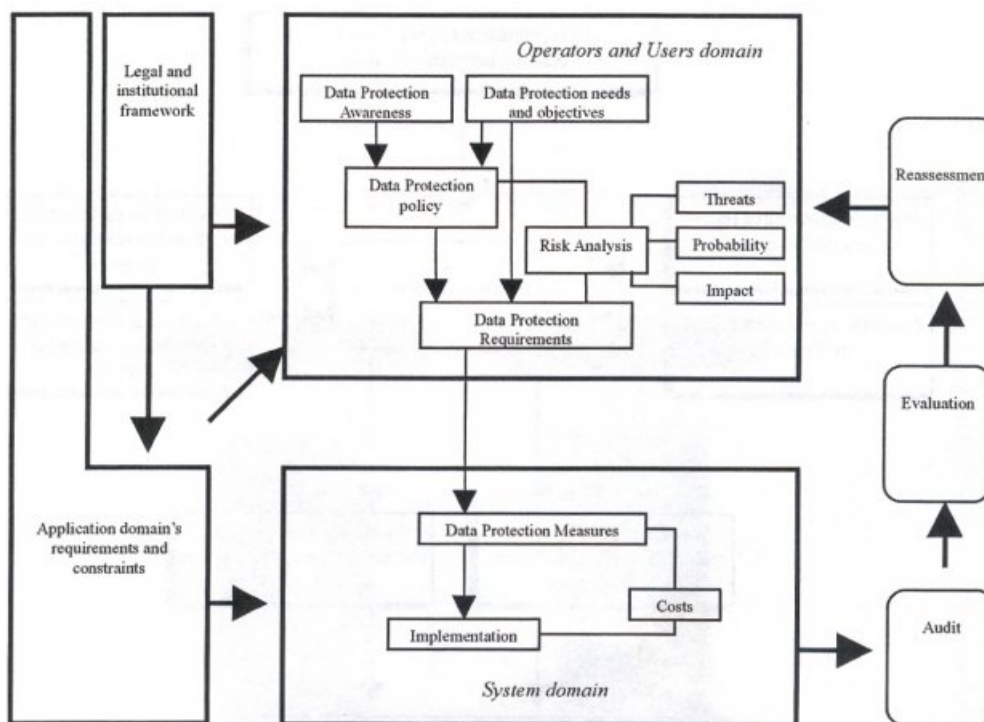 Legal and
institutional
framework
Operators and Users domain
Data Protection
Awareness
Data Protection needs
and objectives
Data Protection
policy
Threats
Risk Analysis
Probability
Impact
Data Protection
Requirements
Reassessment
Evaluation
Application domain's
requirements and
constraints
Data Protection Measures
Costs
Implementation
Audit
System domain